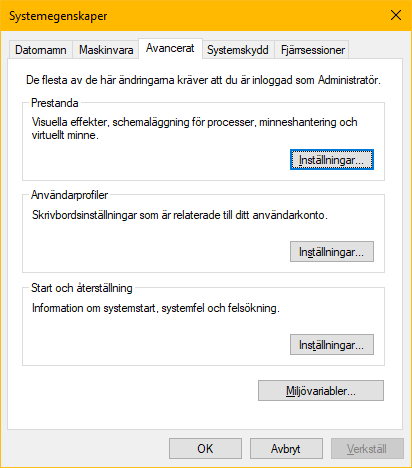 Systemegenskaper
Datornamn Maskinvara Avancerat Systemskydd Fjärrsessioner
De flesta av de här ändringarna kräver att du är inloggad som Administratör.
Prestanda
Visuella effekter, schemaläggning för processer, minneshantering och
virtuellt minne.
Inställningar...
Användarprofiler
Skrivbordsinställningar som är relaterade till ditt användarkonto.
Inställningar...
Start och återställning
Information om systemstart, systemfel och felsökning.
Inställningar...
Miljövariabler...
OK Avbryt Verkställ